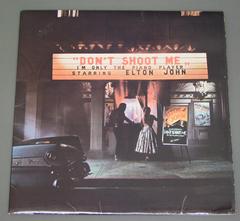 "DON'T SHOOT ME
I'M ONLY THE PIANO PLAYER"
STARRING ELTON JOHN